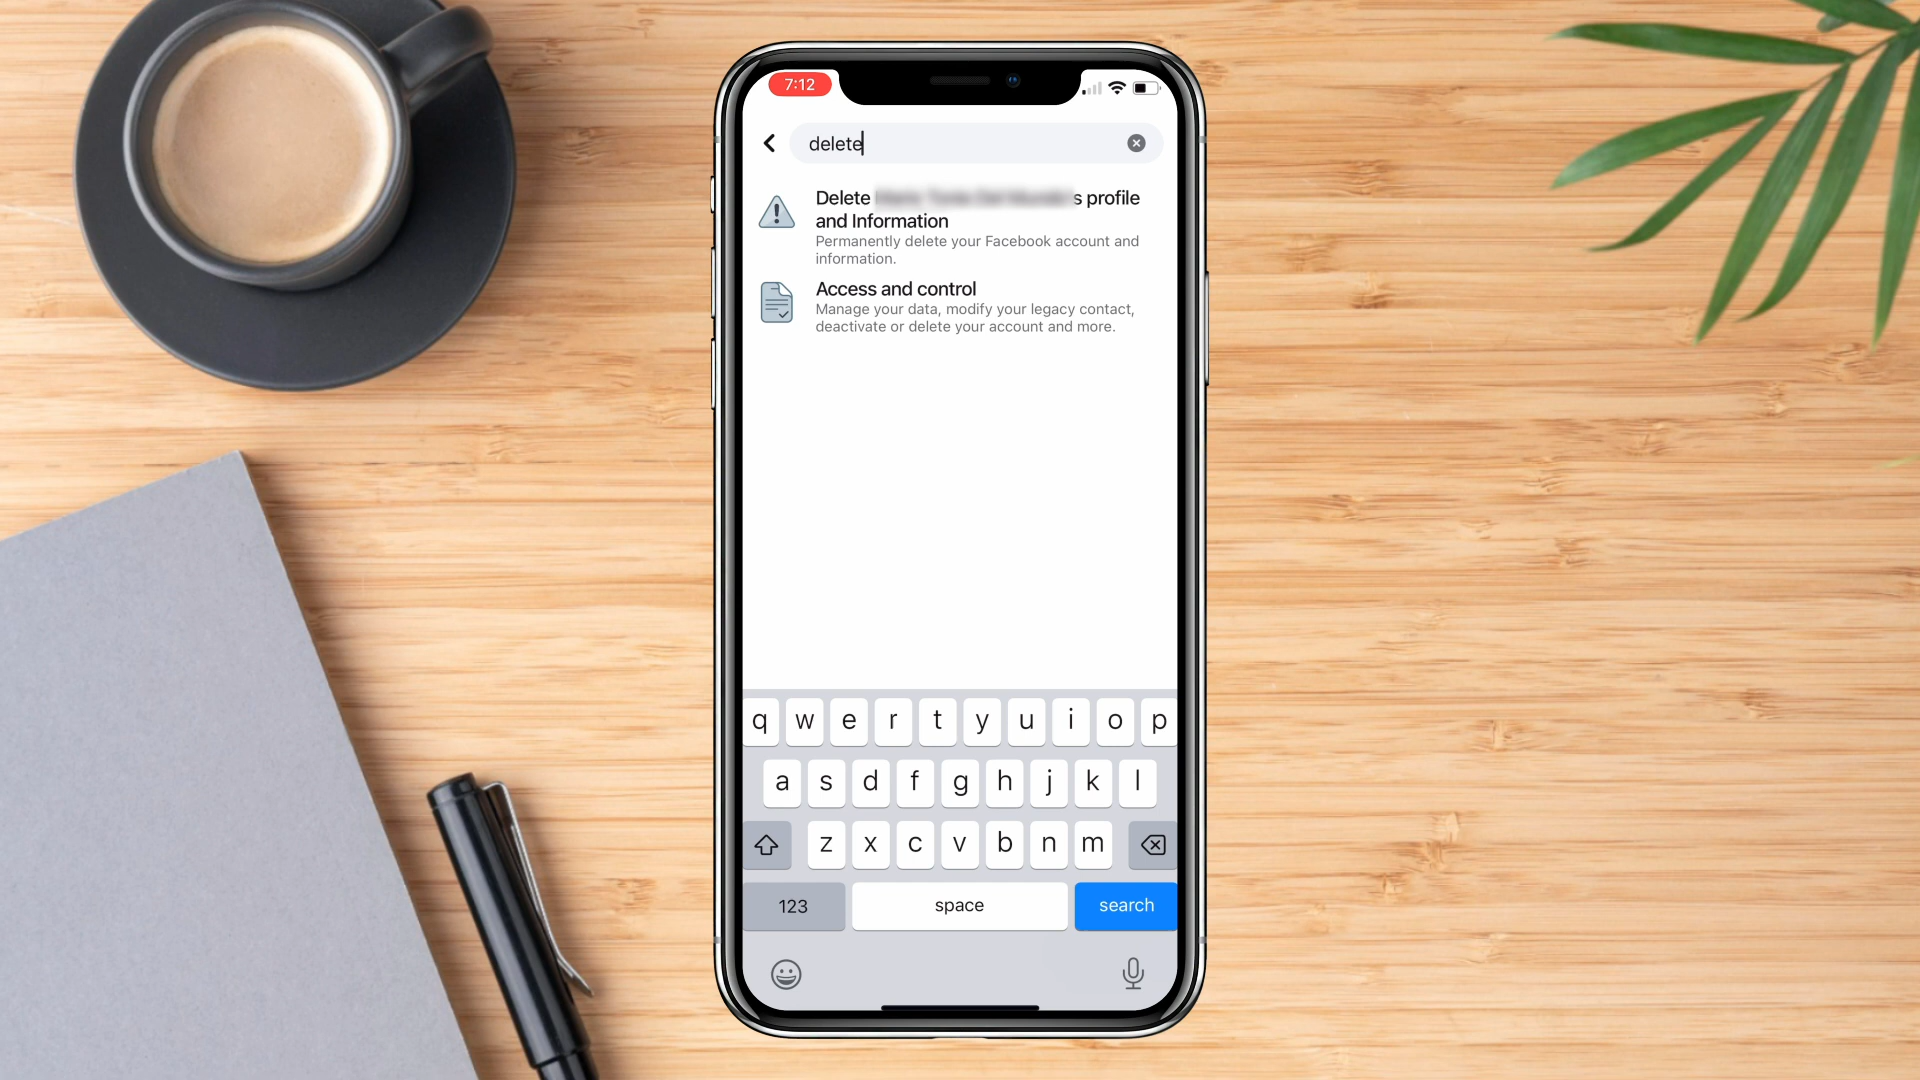 7:12
delete
Delete s profile
and Information
Permanently delete your Facebook account and
information.
Access and control
Manage your data, modify your legacy contact,
deactivate or delete your account and more.
q w e r t y u i o p
a s d f g h j k l
z x c v b n m
123 space search